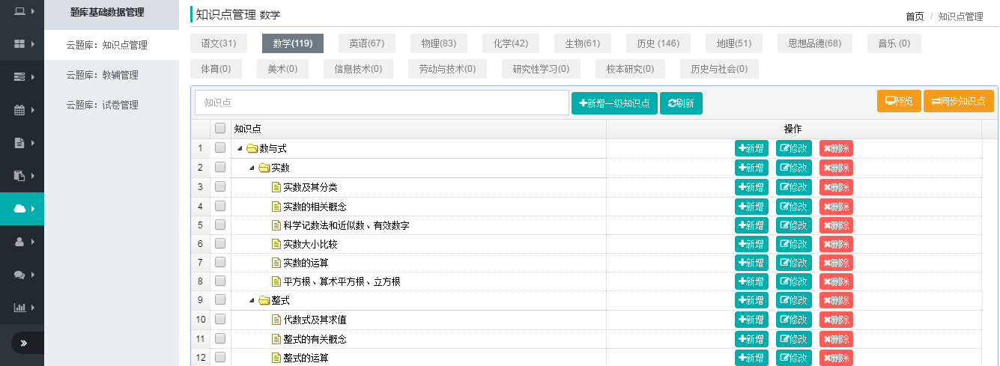 题库基础数据管理
云题库：知识点管理
云题库：教辅管理
云题库：试卷管理
知识点管理 数学
首页 / 知识点管理
语文(31) 数学(119) 英语(67) 物理(83) 化学(42) 生物(61) 历史 (146) 地理(51) 思想品德(68) 音乐 (0)
体育(0) 美术(0) 信息技术(0) 劳动与技术(0) 研究性学习(0) 校本研究(0) 历史与社会(0)
知识点 新增一级知识点 刷新 预览 同步知识点
知识点 操作
1 数与式 新增 修改 删除
2 实数 新增 修改 删除
3 实数及其分类 新增 修改 删除
4 实数的相关概念 新增 修改 删除
5 科学记数法和近似数、有效数字 新增 修改 删除
6 实数大小比较 新增 修改 删除
7 实数的运算 新增 修改 删除
8 平方根、算术平方根、立方根 新增 修改 删除
9 整式 新增 修改 删除
10 代数式及其求值 新增 修改 删除
11 整式的有关概念 新增 修改 删除
12 整式的运算 新增 修改 删除